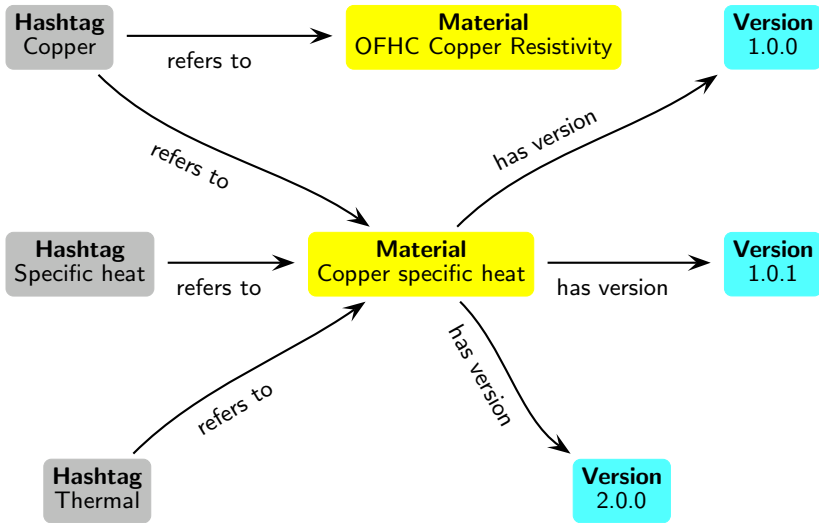 Hashtag
Copper
refers to
Material
OFHC Copper Resistivity
Version
1.0.0
refers to
has version
Hashtag
Specific heat
refers to
Material
Copper specific heat
has version
Version
1.0.1
refers to
has version
Hashtag
Thermal
Version
2.0.0